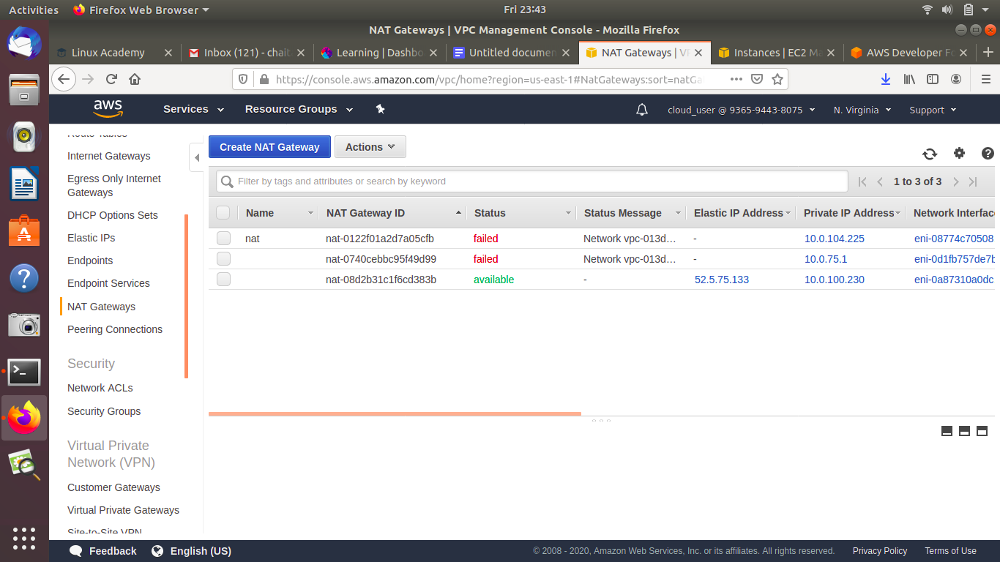 Activities Firefox Web Browser Fri 23:43
NAT Gateways | VPC Management Console - Mozilla Firefox
Linux Academy Inbox (121) - chait Learning | Dashbo Untitled documen NAT Gateways | VP Instances | EC2 Ma AWS Developer Fo
https://console.aws.amazon.com/vpc/home?region=us-east-1#NatGateways:sort=natGa
aws Services Resource Groups cloud_user @ 9365-9443-8075 N. Virginia Support
Route Tables
Internet Gateways
Egress Only Internet
Gateways
DHCP Options Sets
Elastic IPs
Endpoints
Endpoint Services
NAT Gateways
Peering Connections
Security
Network ACLs
Security Groups
Virtual Private
Network (VPN)
Customer Gateways
Virtual Private Gateways
Site-to-Site VPN
Create NAT Gateway Actions
Filter by tags and attributes or search by keyword 1 to 3 of 3
Name NAT Gateway ID Status Status Message Elastic IP Address Private IP Address Network Interface
nat nat-0122f01a2d7a05cfb failed Network vpc-013d... - 10.0.104.225 eni-08774c70508
nat-0740cebbc95f49d99 failed Network vpc-013d... - 10.0.75.1 eni-0d1fb757de7b
nat-08d2b31c1f6cd383b available - 52.5.75.133 10.0.100.230 eni-0a87310a0dc
Feedback English (US) © 2008 - 2020, Amazon Web Services, Inc. or its affiliates. All rights reserved. Privacy Policy Terms of Use